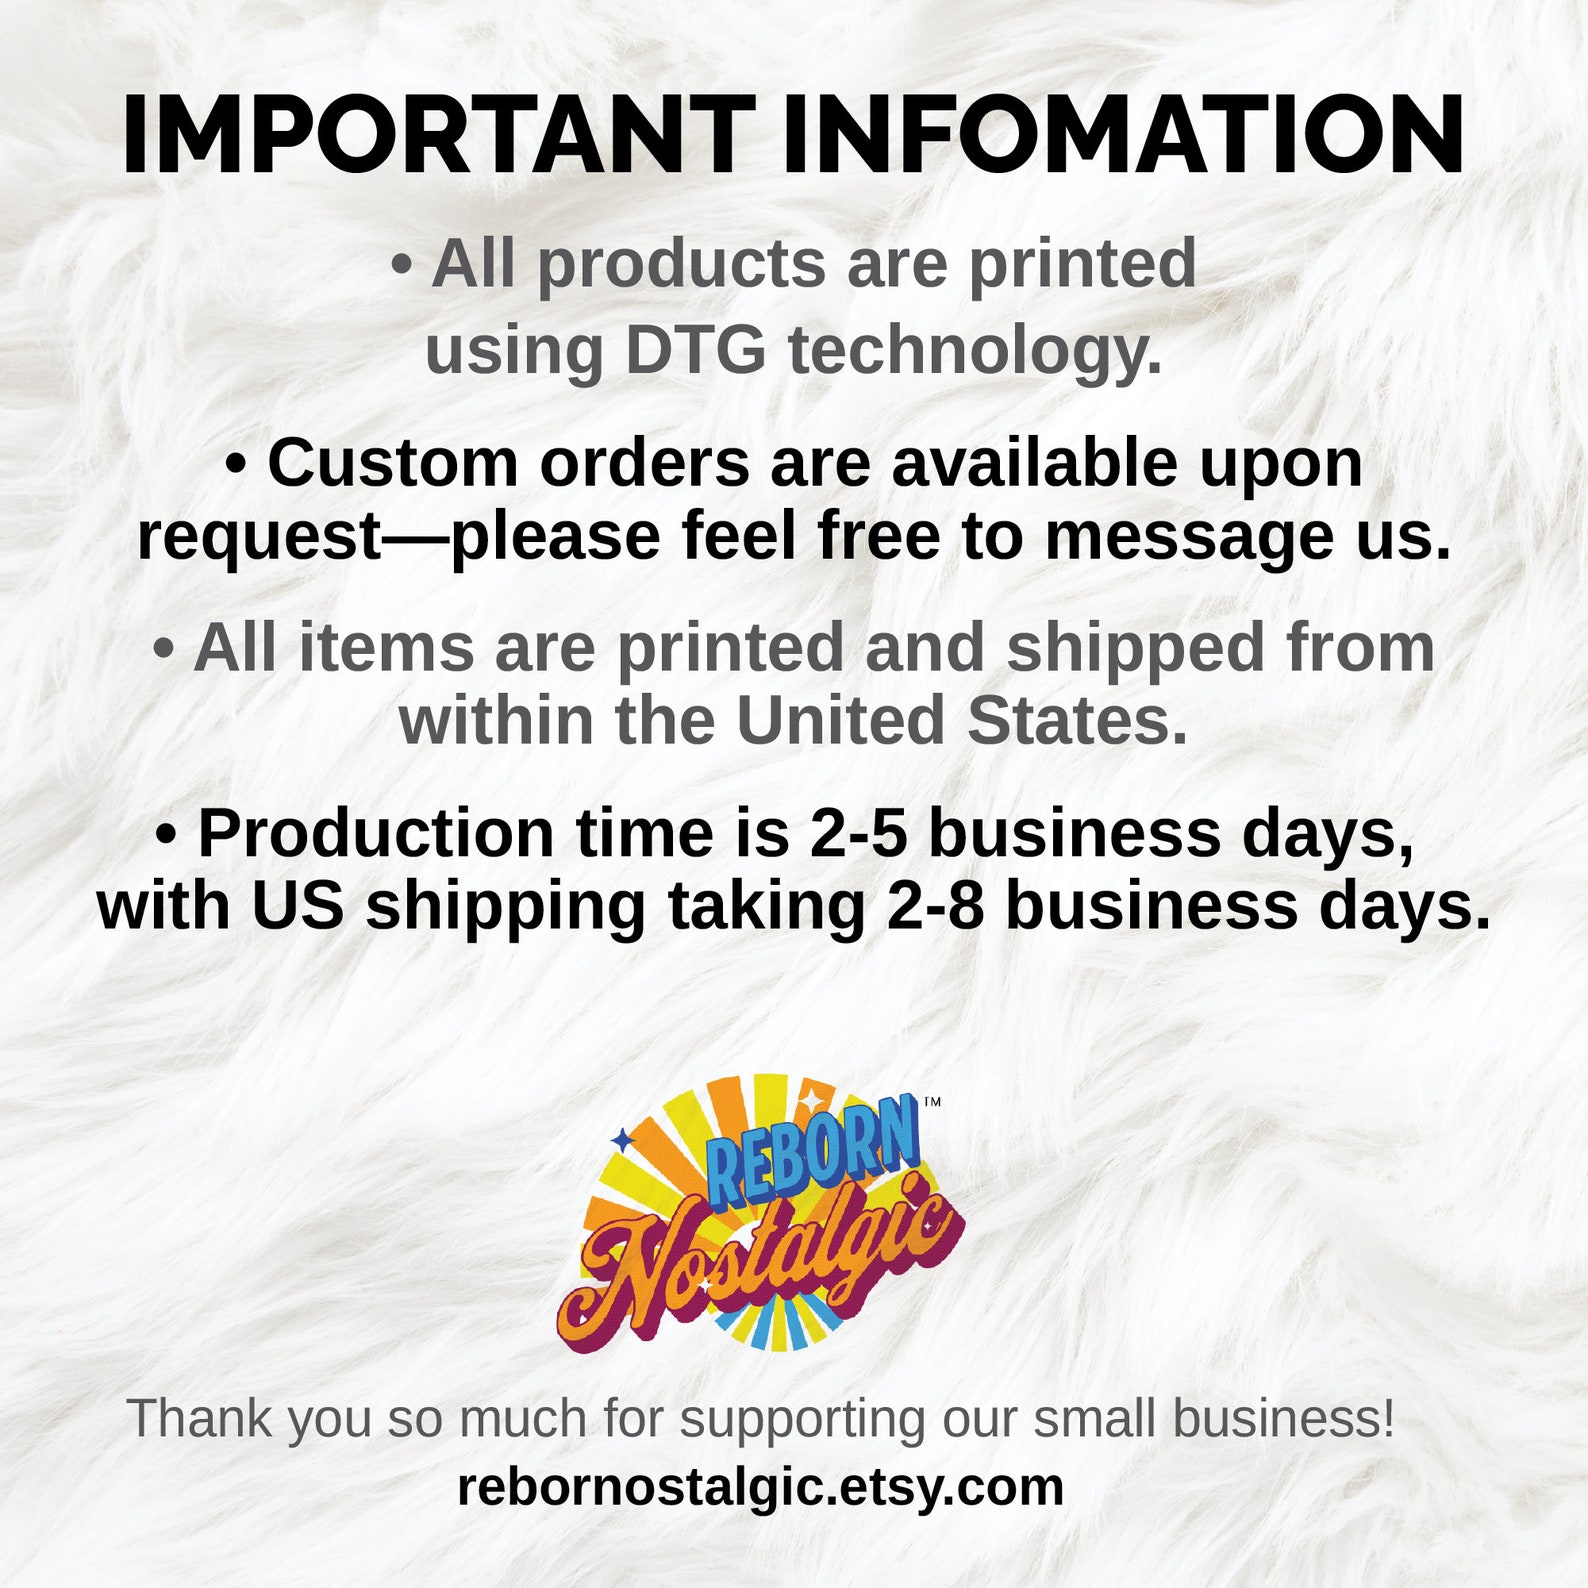 IMPORTANT INFOMATION
• All products are printed
using DTG technology.
• Custom orders are available upon
request—please feel free to message us.
• All items are printed and shipped from
within the United States.
• Production time is 2-5 business days,
with US shipping taking 2-8 business days.
REBORN ™
Nostalgic
Thank you so much for supporting our small business!
rebornostalgic.etsy.com